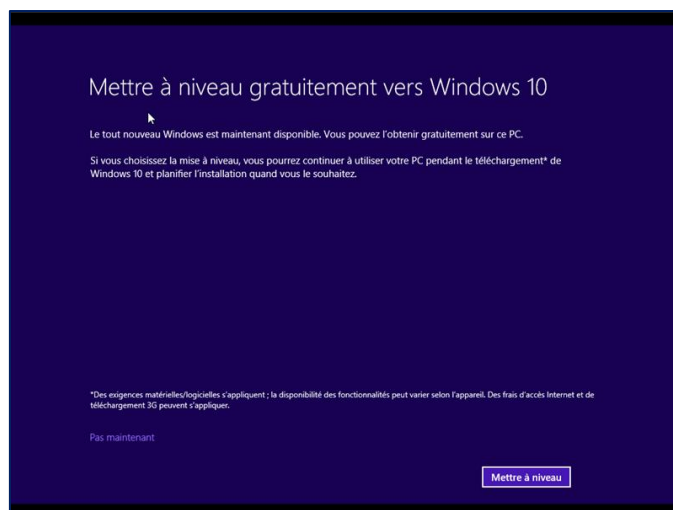 Mettre à niveau gratuitement vers Windows 10
Le tout nouveau Windows est maintenant disponible. Vous pouvez l'obtenir gratuitement sur ce PC.
Si vous choisissez la mise à niveau, vous pourrez continuer à utiliser votre PC pendant le téléchargement* de
Windows 10 et planifier l'installation quand vous le souhaitez.
*Des exigences matérielles/logicielles s'appliquent ; la disponibilité des fonctionnalités peut varier selon l'appareil. Des frais d'accès Internet et de
téléchargement 3G peuvent s'appliquer.
Pas maintenant
Mettre à niveau